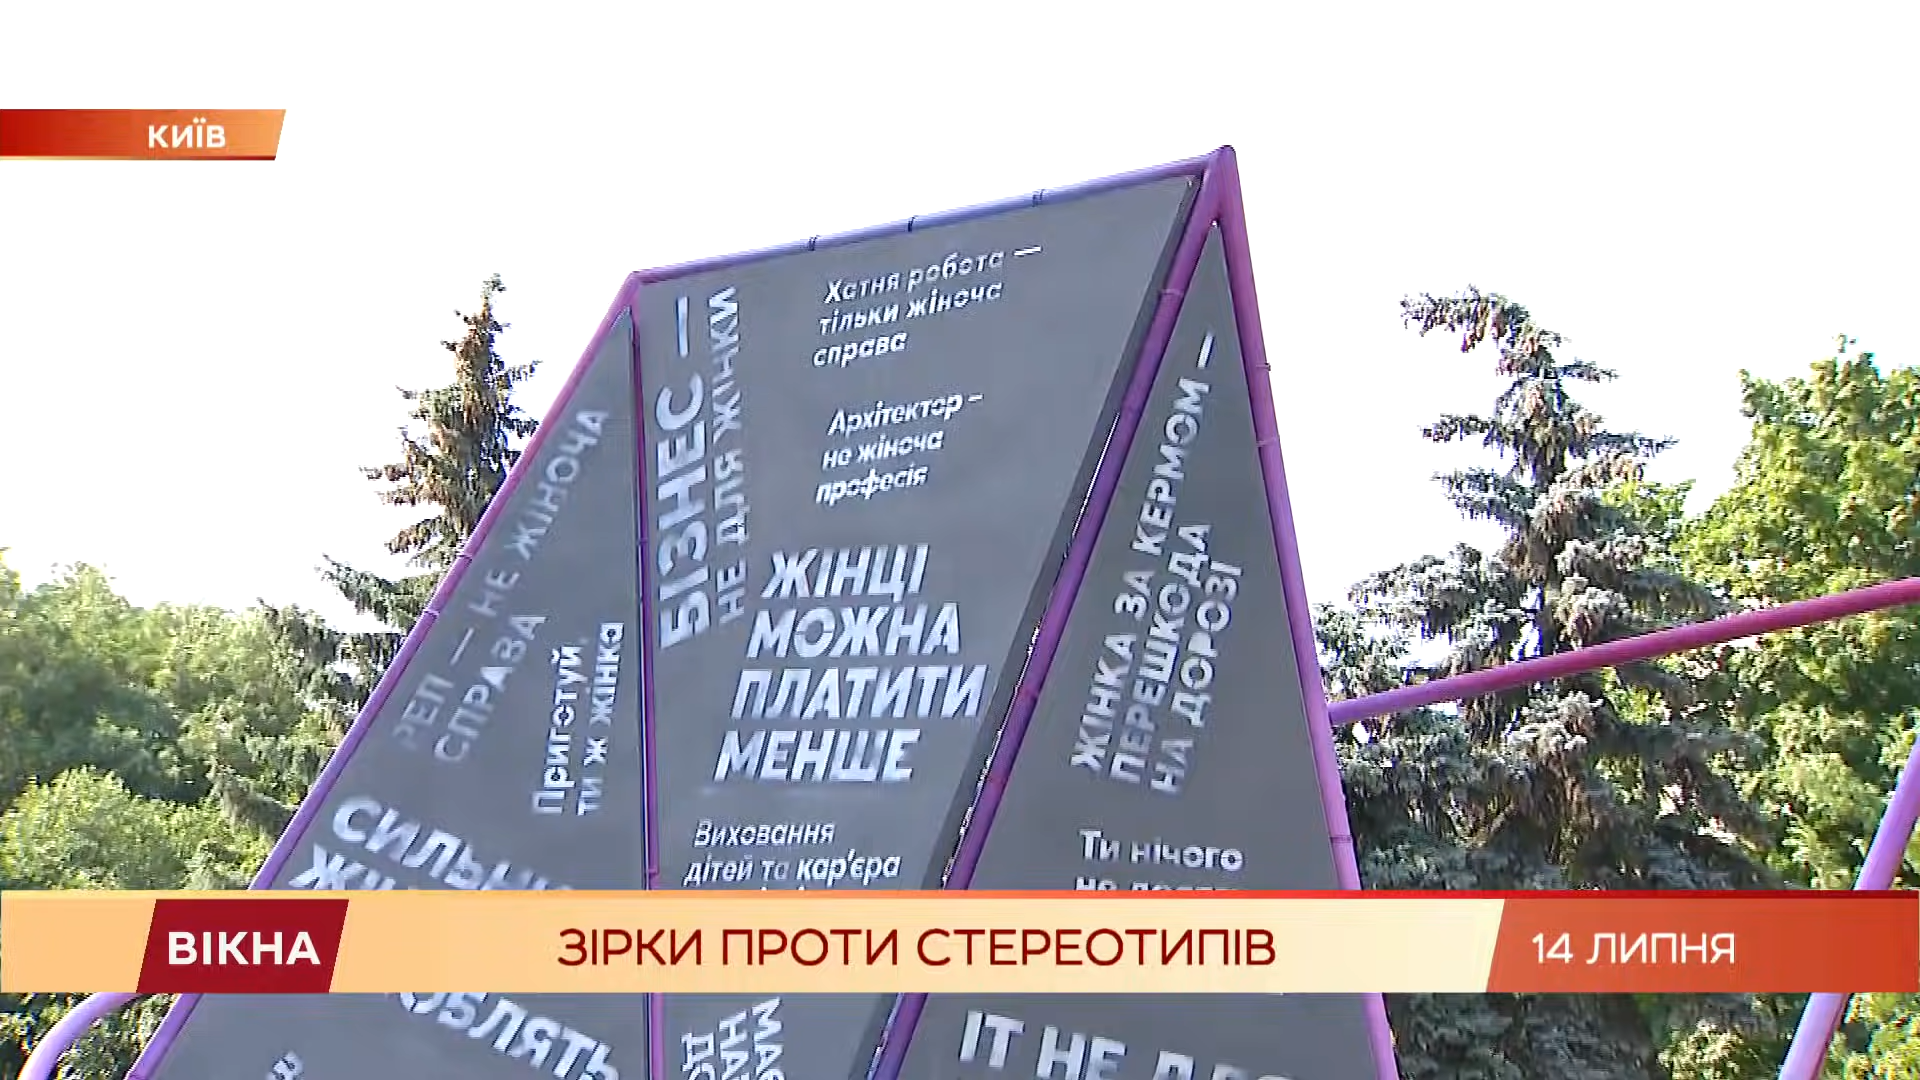 КИЇВ
РЕП — НЕ ЖІНОЧА
СПРАВА
Приготуй,
ти ж жінка
БІЗНЕС —
НЕ ДЛЯ ЖІНКИ
Хатня робота —
тільки жіноча
справа
Архітектор –
не жіноча
професія
ЖІНЦІ
МОЖНА
ПЛАТИТИ
МЕНШЕ
Виховання
дітей та кар'єра
ЖІНКА ЗА КЕРМОМ —
ПЕРЕШКОДА
НА ДОРОЗІ
Ти нічого
ВІКНА
ЗІРКИ ПРОТИ СТЕРЕОТИПІВ
14 ЛИПНЯ
ІТ НЕ